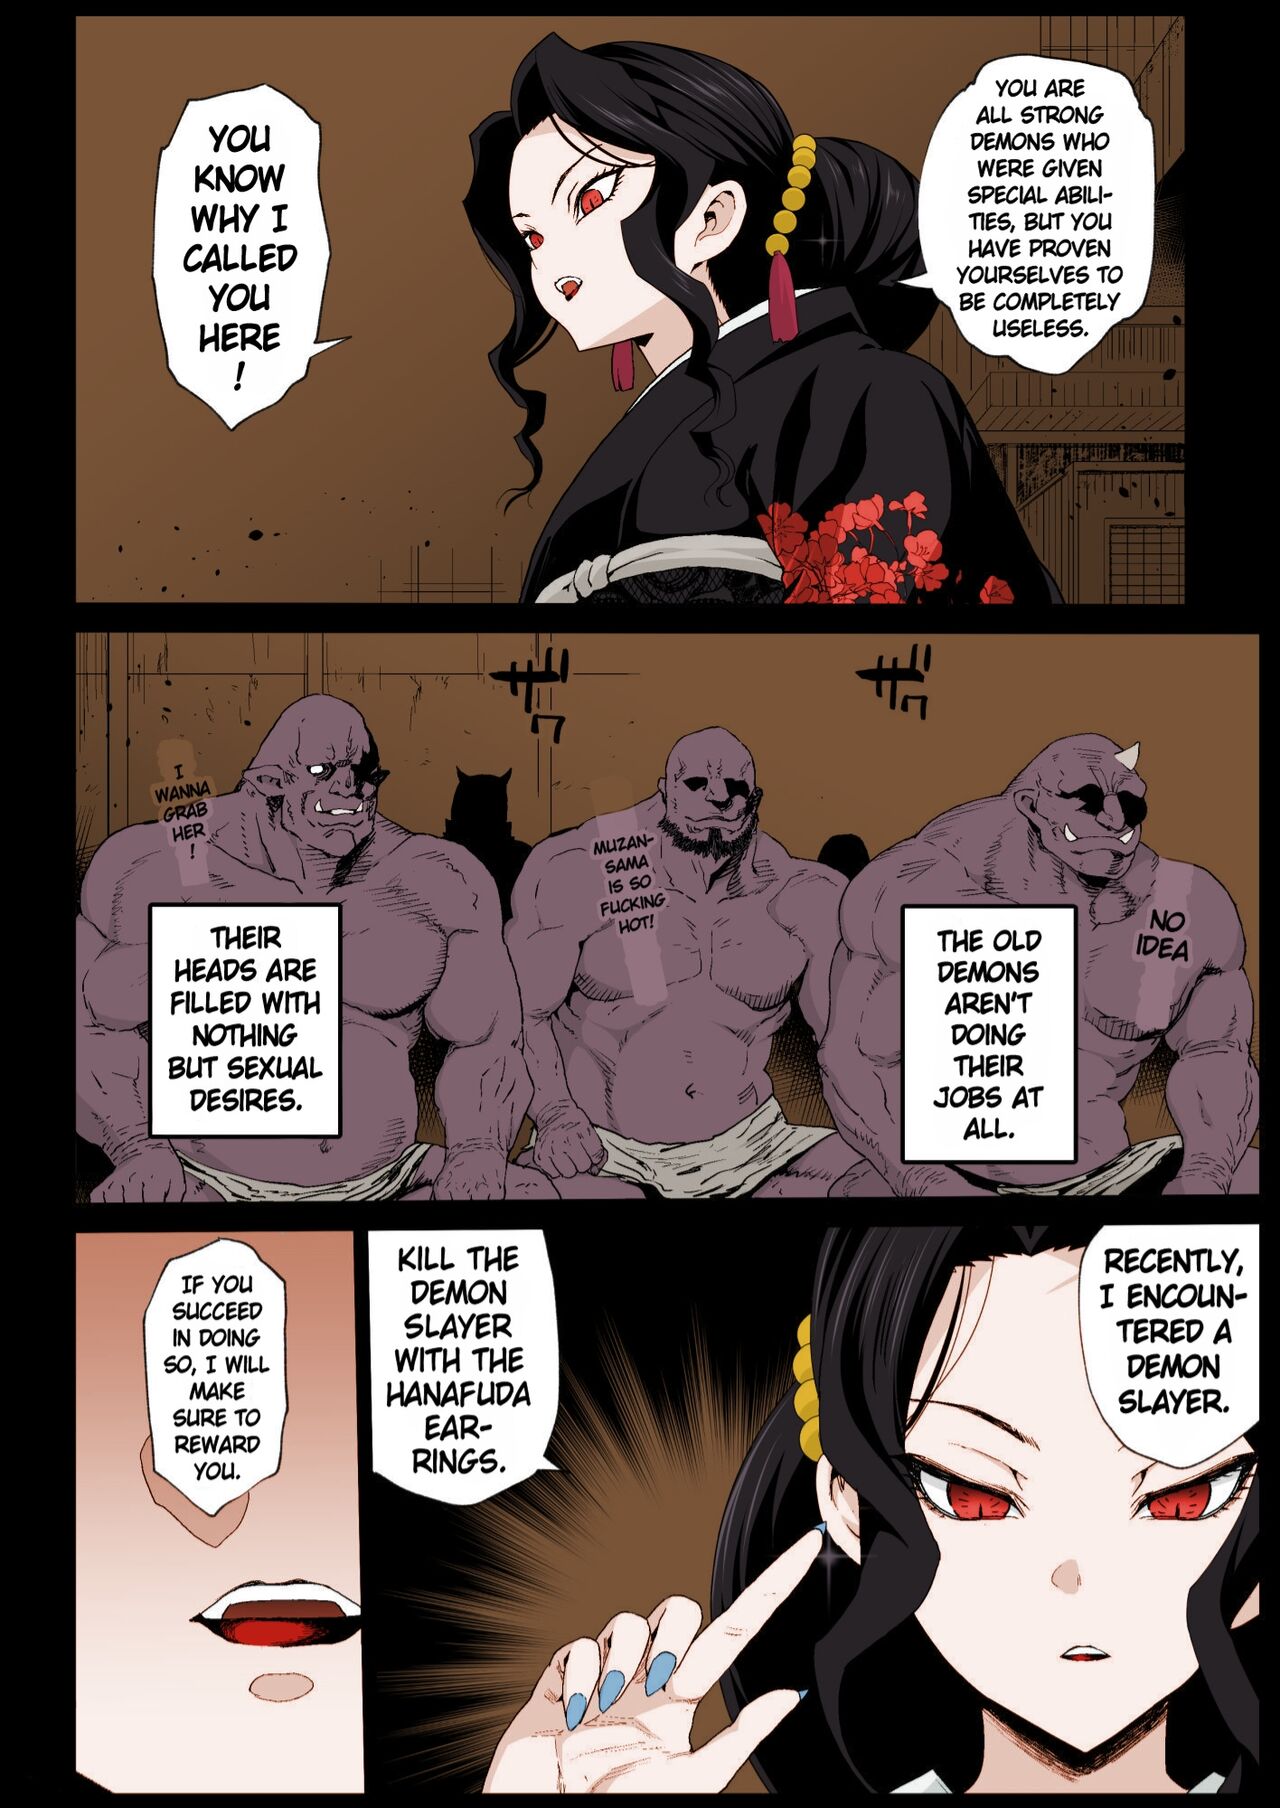 YOU ARE
ALL STRONG
DEMONS WHO
WERE GIVEN
SPECIAL ABILI-
TIES, BUT YOU
HAVE PROVEN
YOURSELVES TO
BE COMPLETELY
USELESS.
YOU
KNOW
WHY I
CALLED
YOU
HERE
!
ザワ
ザワ
NO
IDEA
THE OLD
DEMONS
AREN'T
DOING
THEIR
JOBS AT
ALL.
MUZAN-
SAMA
IS SO
FUCKING
HOT!
I
WANNA
GRAB
HER
!
THEIR
HEADS ARE
FILLED WITH
NOTHING
BUT SEXUAL
DESIRES.
RECENTLY,
I ENCOUN-
TERED A
DEMON
SLAYER.
KILL THE
DEMON
SLAYER
WITH THE
HANAFUDA
EAR-
RINGS.
IF YOU
SUCCEED
IN DOING
SO, I WILL
MAKE
SURE TO
REWARD
YOU.